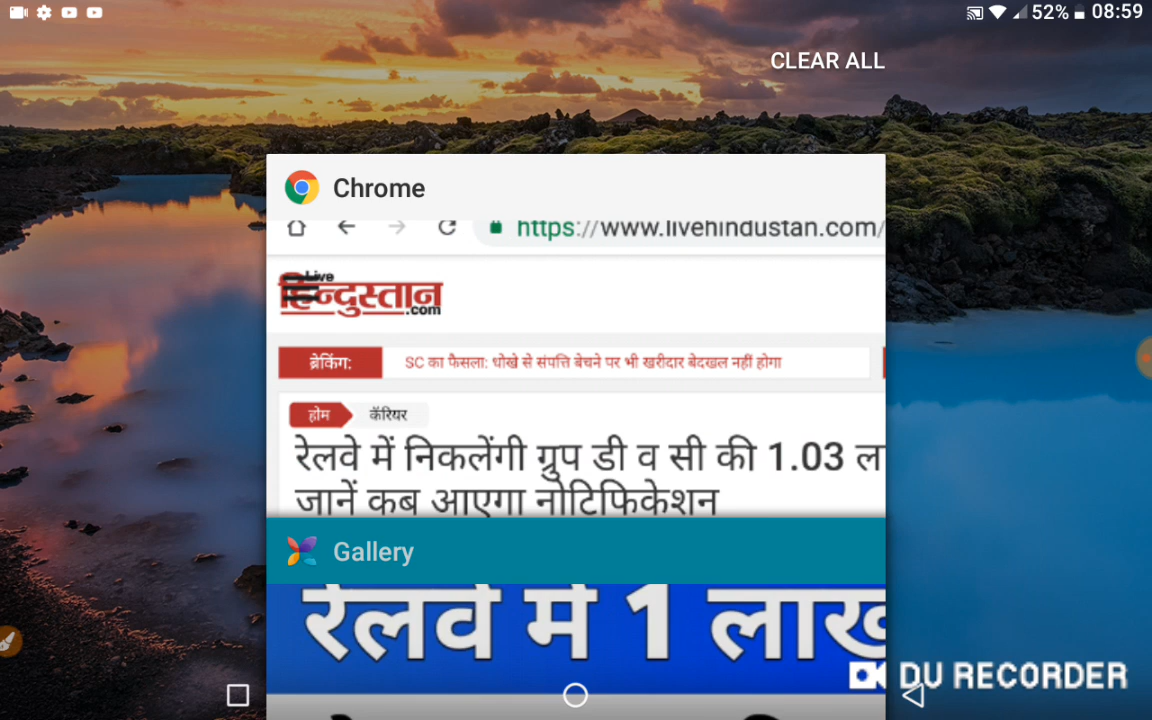 52% 08:59
CLEAR ALL
Chrome
https://www.livehindustan.com/
Live
हिन्दुस्तान
.com
ब्रेकिंग:
SC का फैसला: धोखे से संपत्ति बेचने पर भी खरीदार बेदखल नहीं होगा
होम कॅरियर
रेलवे में निकलेंगी ग्रुप डी व सी की 1.03
जानें कब आएगा नोटिफिकेशन
Gallery
रेलवे में 1 लाख
DU RECORDER